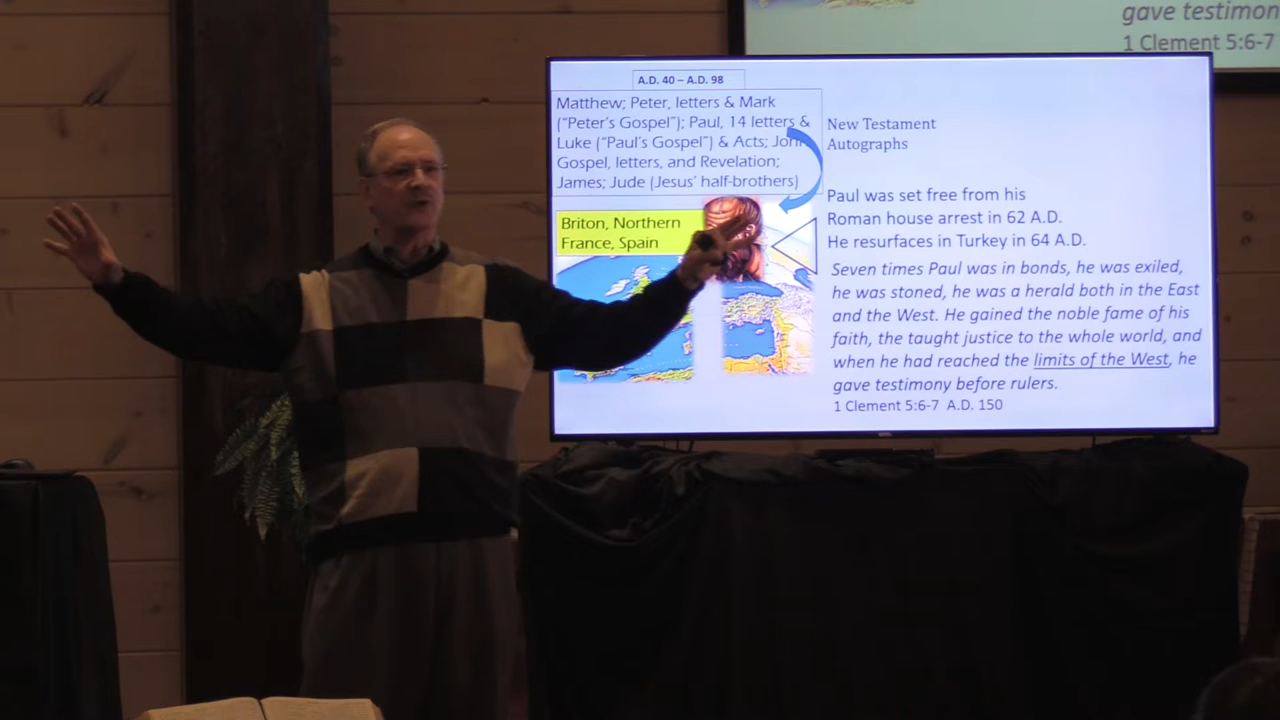 gave testimon
1 Clement 5:6-7
A.D. 40 – A.D. 98
Matthew; Peter, letters & Mark
("Peter's Gospel"); Paul, 14 letters &
Luke ("Paul's Gospel") & Acts; John
Gospel, letters, and Revelation;
James; Jude (Jesus' half-brothers)
New Testament
Autographs
Briton, Northern
France, Spain
Paul was set free from his
Roman house arrest in 62 A.D.
He resurfaces in Turkey in 64 A.D.
Seven times Paul was in bonds, he was exiled,
he was stoned, he was a herald both in the East
and the West. He gained the noble fame of his
faith, the taught justice to the whole world, and
when he had reached the limits of the West, he
gave testimony before rulers.
1 Clement 5:6-7 A.D. 150